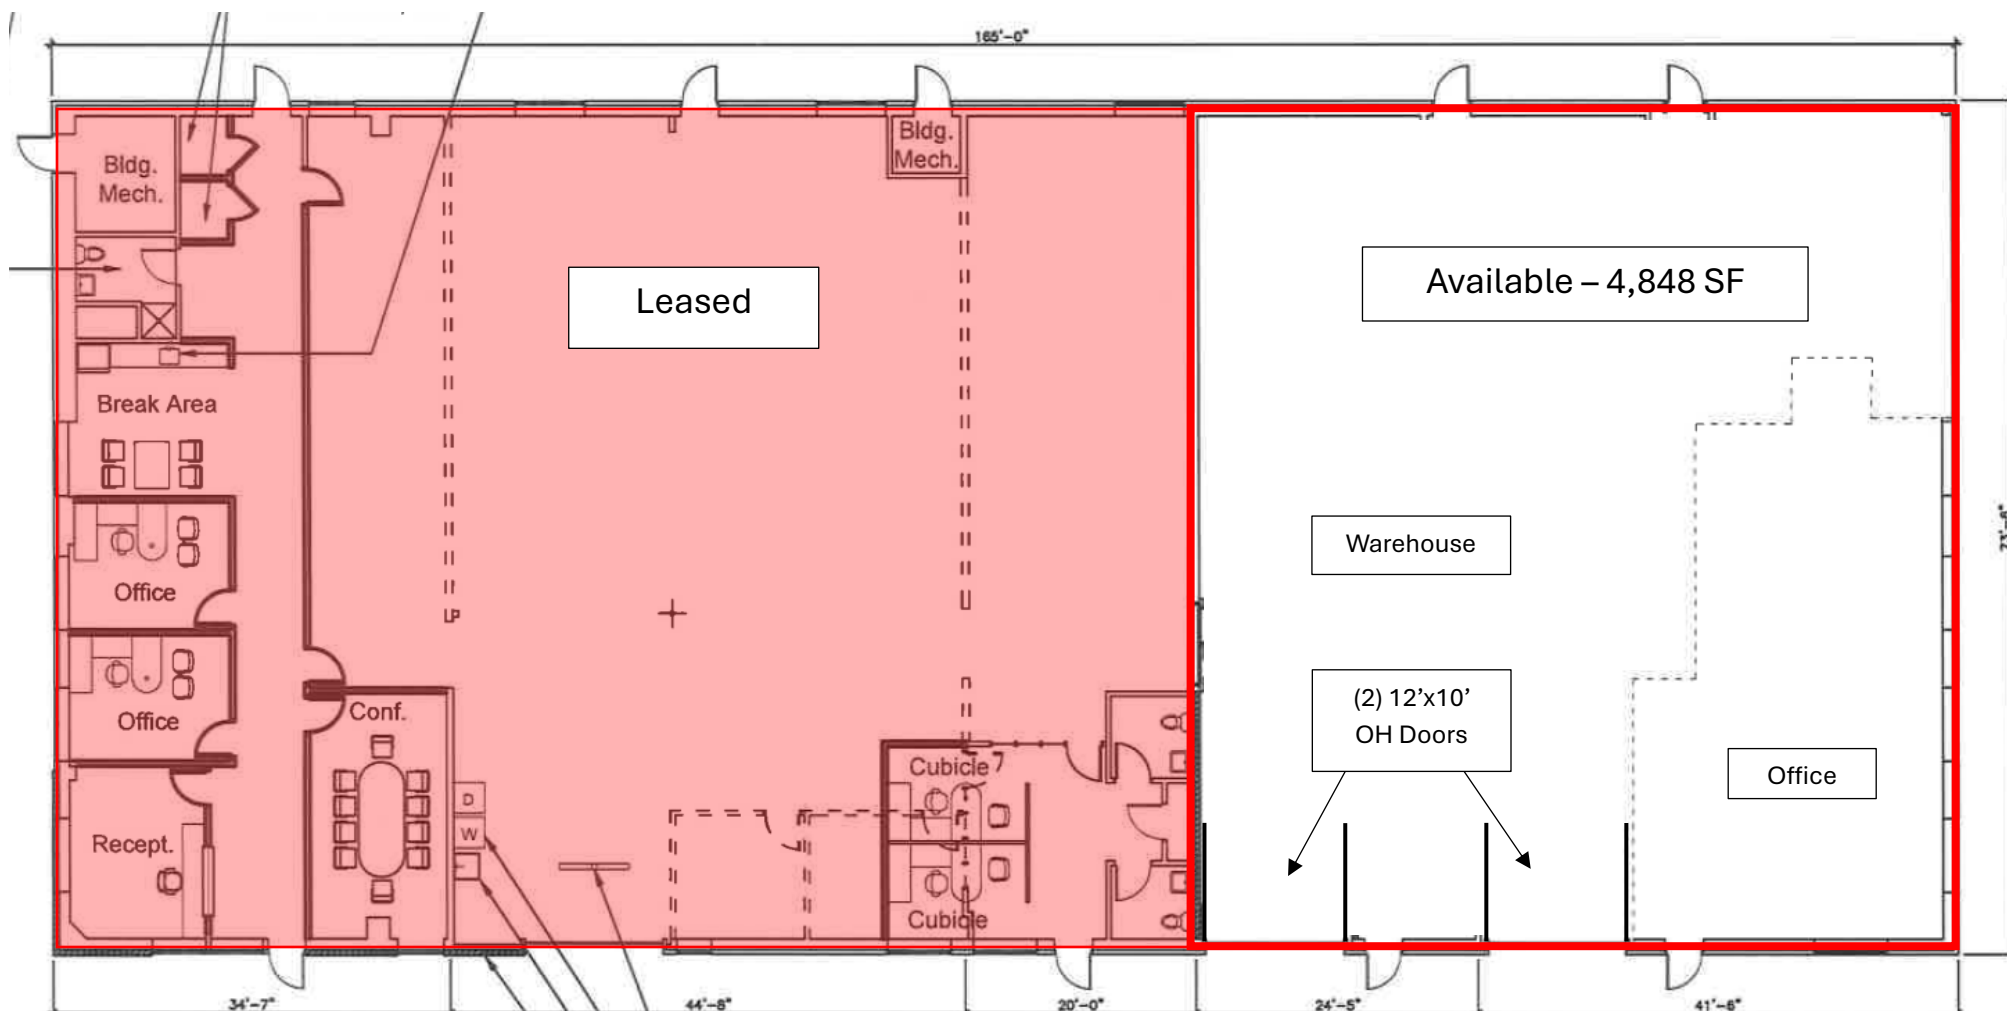 165'-0"
Bldg.
Mech.
Bldg.
Mech.
Leased
Available – 4,848 SF
Break Area
Warehouse
Office
Office
(2) 12'x10'
OH Doors
Conf.
Cubicle
Office
D
W
Recept.
Cubicle
34'-7"
44'-8"
20'-0"
24'-5"
41'-6"